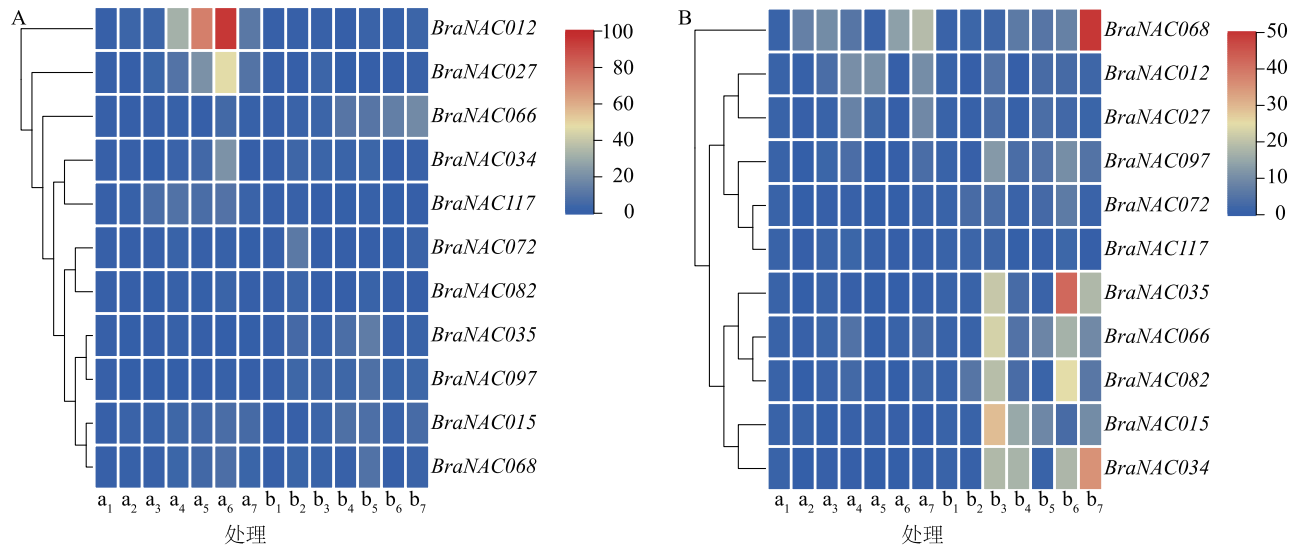 A
BraNAC012
BraNAC027
BraNAC066
BraNAC034
BraNAC117
BraNAC072
BraNAC082
BraNAC035
BraNAC097
BraNAC015
BraNAC068
a₁ a₂ a₃ a₄ a₅ a₆ a₇ b₁ b₂ b₃ b₄ b₅ b₆ b₇
处理
100
80
60
40
20
0
B
BraNAC068
BraNAC012
BraNAC027
BraNAC097
BraNAC072
BraNAC117
BraNAC035
BraNAC066
BraNAC082
BraNAC015
BraNAC034
a₁ a₂ a₃ a₄ a₅ a₆ a₇ b₁ b₂ b₃ b₄ b₅ b₆ b₇
处理
50
40
30
20
10
0